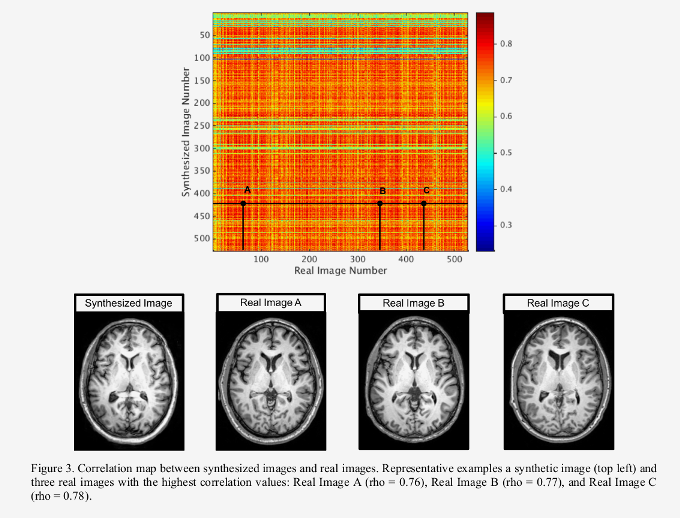 50
100
150
200
250
300
350
400
450
500
Synthesized Image Number
A
B
C
100
200
300
400
500
Real Image Number
0.8
0.7
0.6
0.5
0.4
0.3
Synthesized Image
Real Image A
Real Image B
Real Image C
Figure 3. Correlation map between synthesized images and real images. Representative examples a synthetic image (top left) and
three real images with the highest correlation values: Real Image A (rho = 0.76), Real Image B (rho = 0.77), and Real Image C
(rho = 0.78).